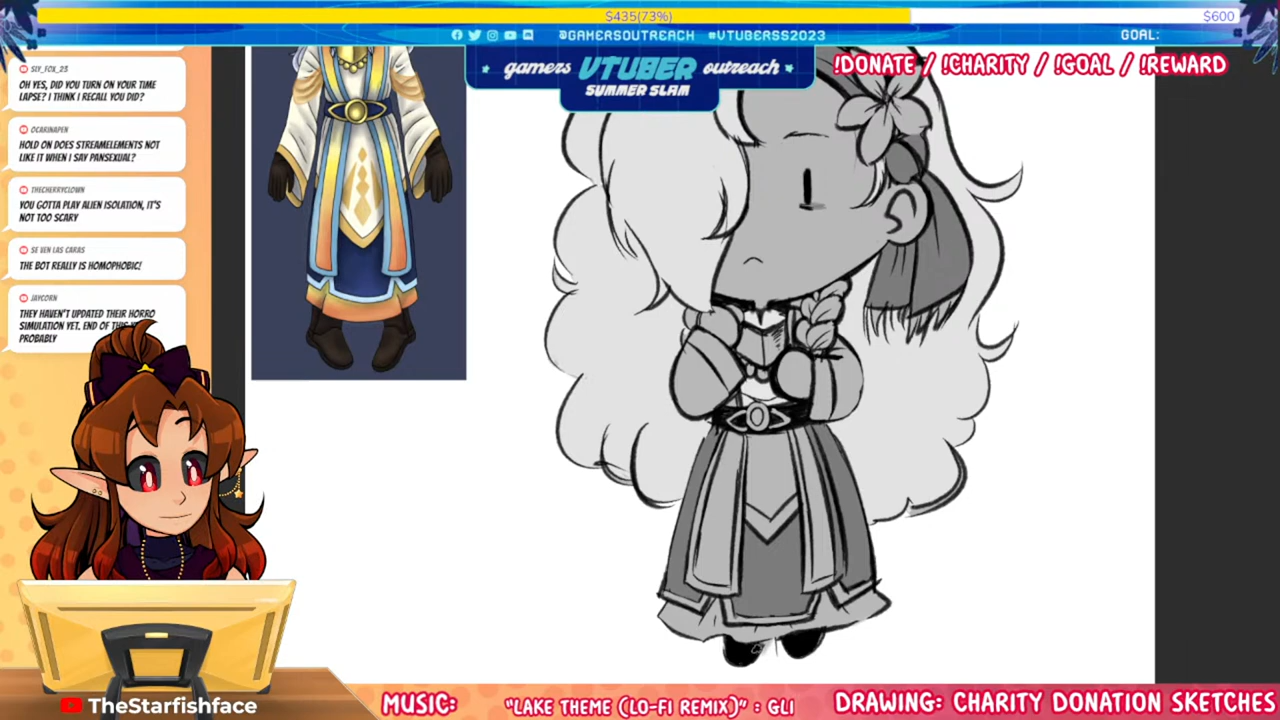 $435(73%)
$600
@GAMERSOUTREACH
#VTUBERSS2023
GOAL:
gamers VTUBER outreach
SUMMER SLAM
!DONATE / !CHARITY / !GOAL / !REWARD
SLY_FOX_23
OH YES, DID YOU TURN ON YOUR TIME
LAPSE? I THINK I RECALL YOU DID?
OCARINAPEN
HOLD ON DOES STREAMELEMENTS NOT
LIKE IT WHEN I SAY PANSEXUAL?
THECHERRYCLOWN
YOU GOTTA PLAY ALIEN ISOLATION, IT'S
NOT TOO SCARY
SE VEN LAS CARAS
THE BOT REALLY IS HOMOPHOBIC!
JAYCORN
THEY HAVEN'T UPDATED THEIR HORRO
SIMULATION YET. END OF
PROBABLY
TheStarfishface
MUSIC:
"LAKE THEME (LO-FI REMIX)" : GLI
DRAWING: CHARITY DONATION SKETCHES